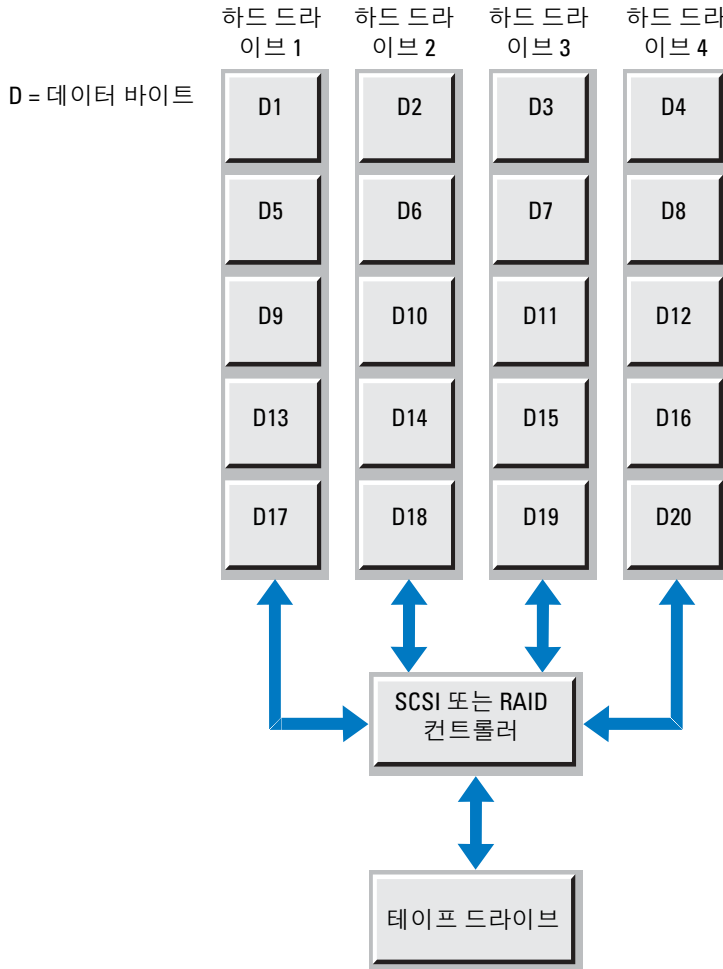 하드 드라
이브 1
하드 드라
이브 2
하드 드라
이브 3
하드 드라
이브 4
D = 데이터 바이트
D1
D2
D3
D4
D5
D6
D7
D8
D9
D10
D11
D12
D13
D14
D15
D16
D17
D18
D19
D20
SCSI 또는 RAID
컨트롤러
테이프 드라이브